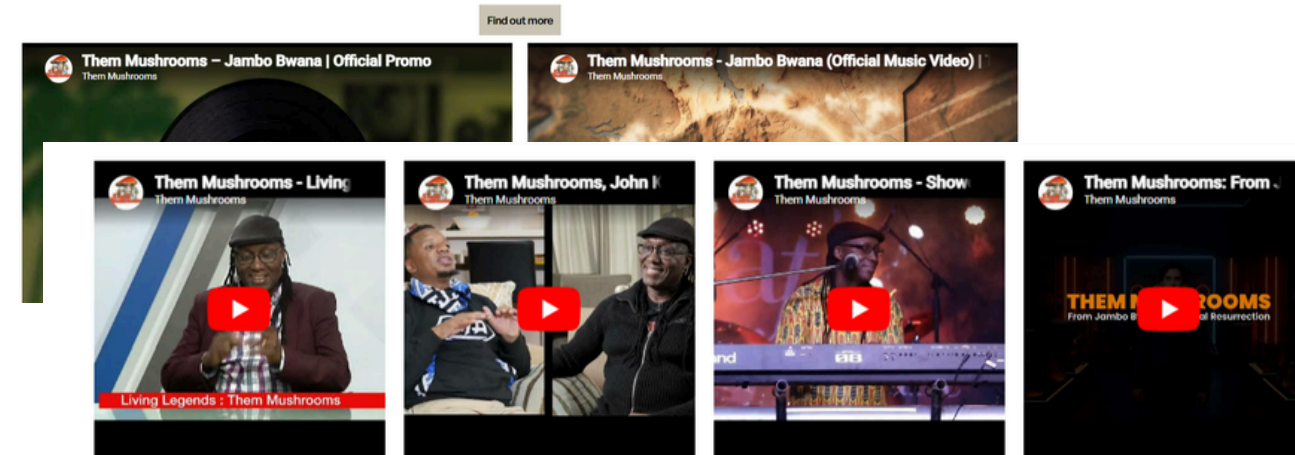 Find out more
Them Mushrooms – Jambo Bwana | Official Promo
Them Mushrooms
Them Mushrooms - Jambo Bwana (Official Music Video) |
Them Mushrooms
Them Mushrooms - Living
Them Mushrooms
Living Legends : Them Mushrooms
Them Mushrooms, John
Them Mushrooms
Them Mushrooms - Show
Them Mushrooms
Them Mushrooms: From
Them Mushrooms
THEM
ROOMS
From Jambo
Resurrection